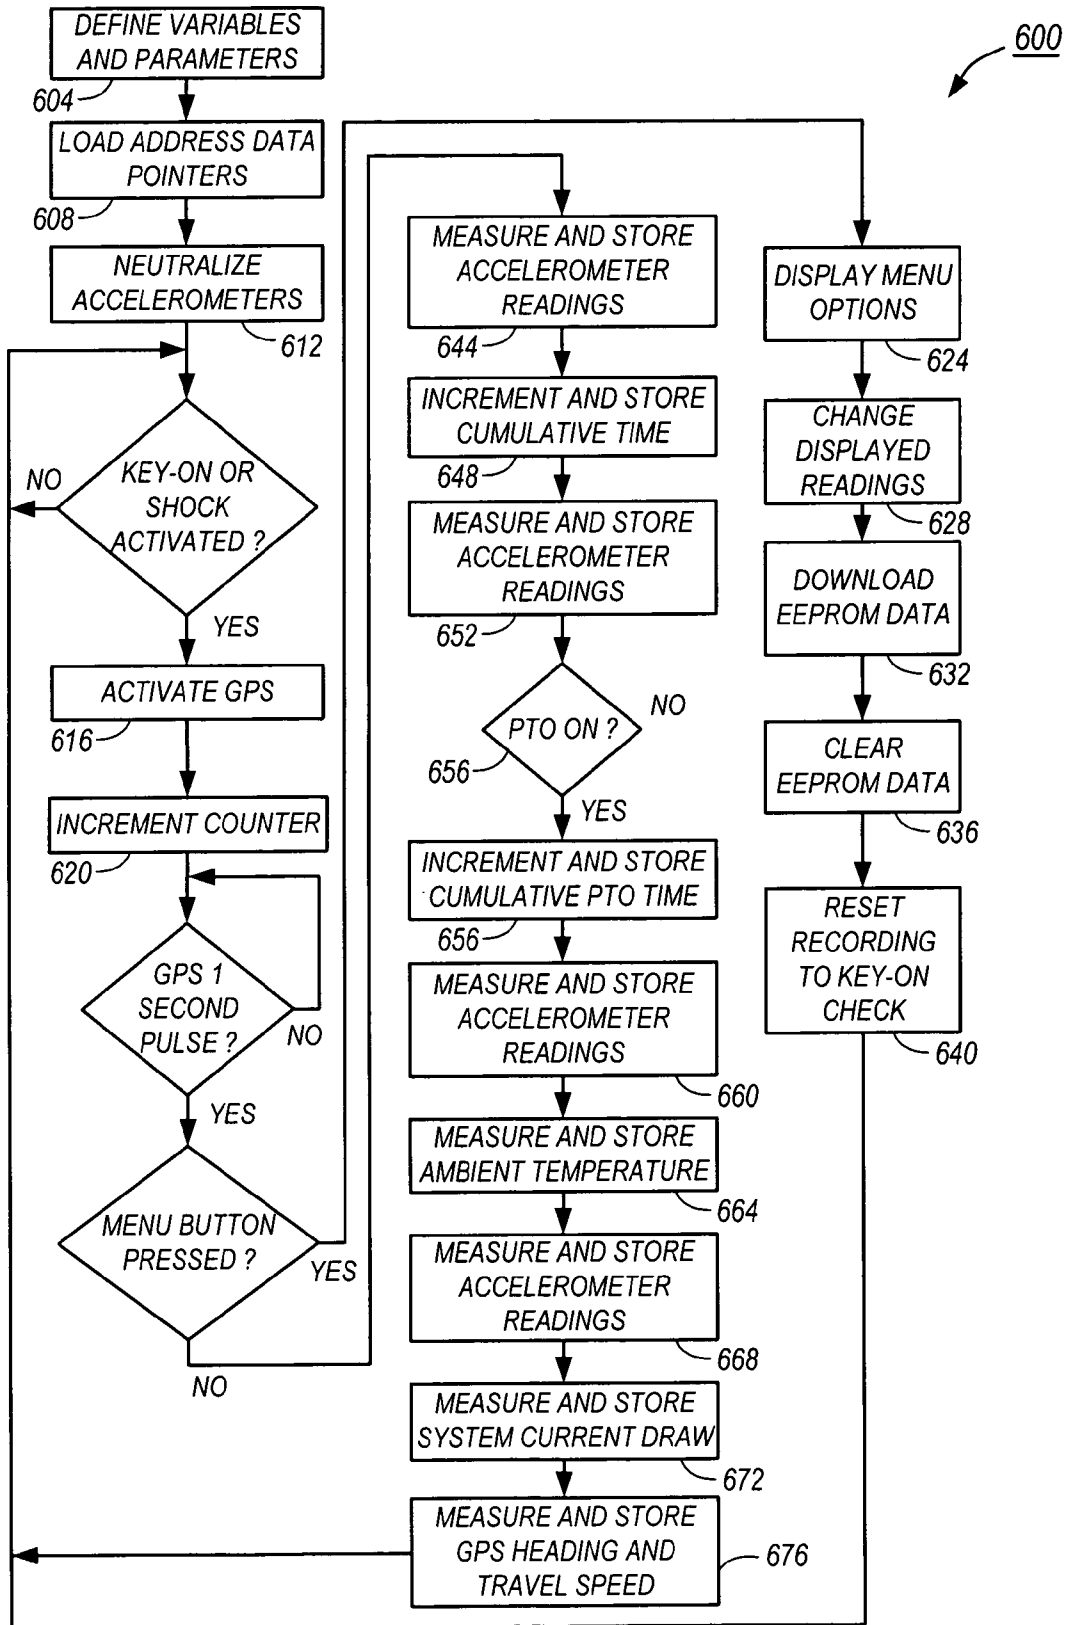 600
DEFINE VARIABLES
AND PARAMETERS
604
LOAD ADDRESS DATA
POINTERS
608
NEUTRALIZE
ACCELEROMETERS
612
KEY-ON OR
SHOCK
ACTIVATED ?
NO
YES
ACTIVATE GPS
616
INCREMENT COUNTER
620
GPS 1
SECOND
PULSE ?
NO
YES
MENU BUTTON
PRESSED ?
YES
NO
MEASURE AND STORE
ACCELEROMETER
READINGS
644
INCREMENT AND STORE
CUMULATIVE TIME
648
MEASURE AND STORE
ACCELEROMETER
READINGS
652
PTO ON ?
NO
656
YES
INCREMENT AND STORE
CUMULATIVE PTO TIME
656
MEASURE AND STORE
ACCELEROMETER
READINGS
660
MEASURE AND STORE
AMBIENT TEMPERATURE
664
MEASURE AND STORE
ACCELEROMETER
READINGS
668
MEASURE AND STORE
SYSTEM CURRENT DRAW
672
MEASURE AND STORE
GPS HEADING AND
TRAVEL SPEED
676
DISPLAY MENU
OPTIONS
624
CHANGE
DISPLAYED
READINGS
628
DOWNLOAD
EEPROM DATA
632
CLEAR
EEPROM DATA
636
RESET
RECORDING
TO KEY-ON
CHECK
640